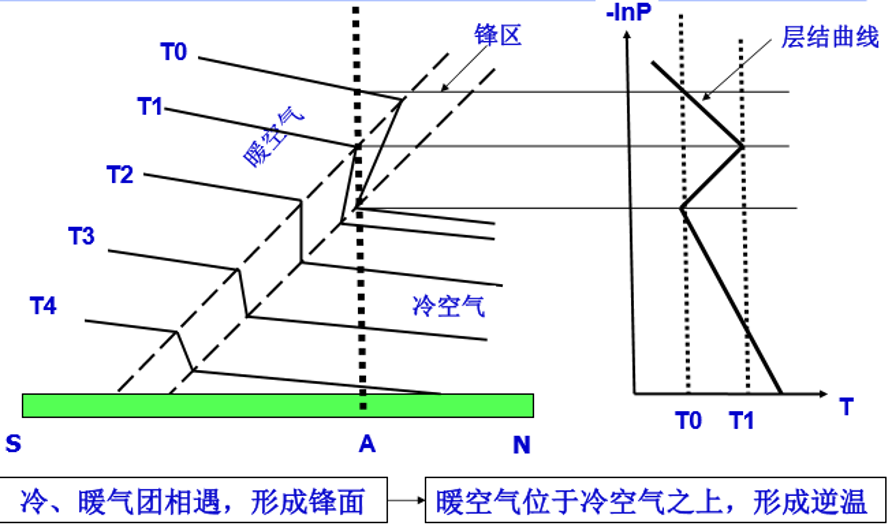 -lnP
T0
锋区
层结曲线
T1
暖空气
T2
T3
冷空气
T4
T0 T1 T
S A N
冷、暖气团相遇，形成锋面
暖空气位于冷空气之上，形成逆温